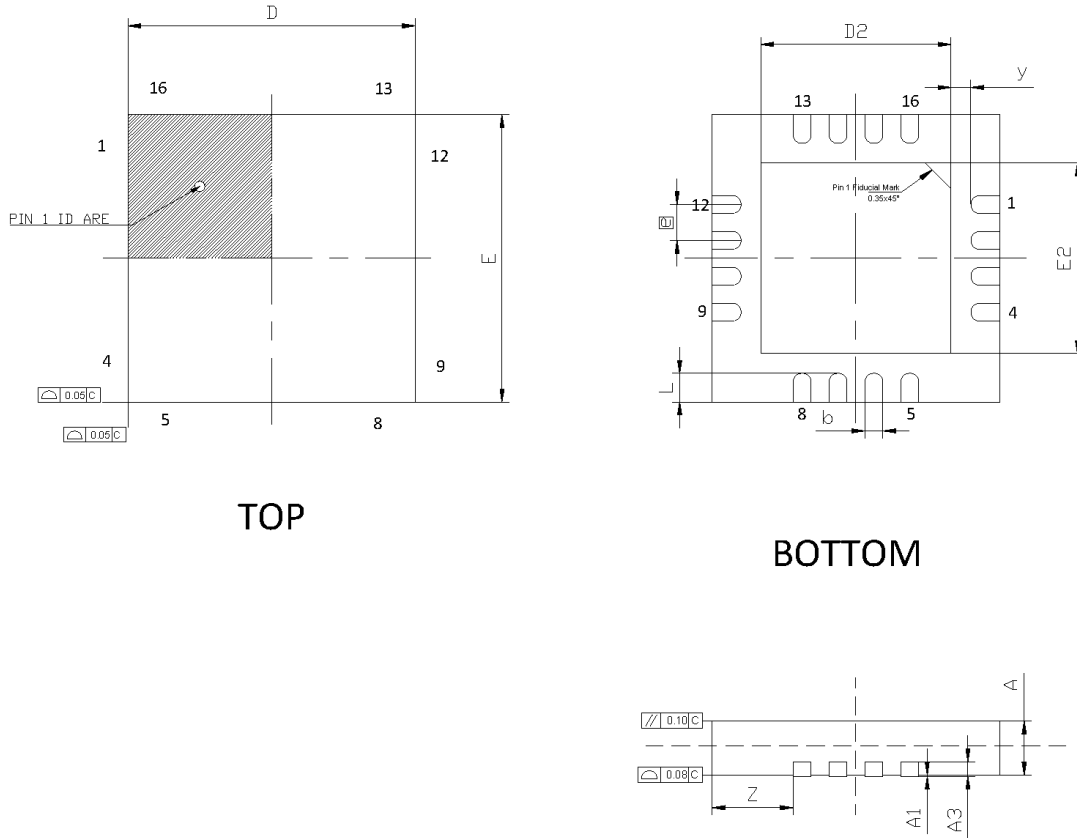 D
16
13
1
12
PIN 1 ID ARE
E
4
9
0.05 C
0.05 C
5
8
TOP
D2
y
13
16
Pin 1 Fiducial Mark
0.35x45°
12
1
e
E2
9
4
L
8
5
b
BOTTOM
A
// 0.10 C
0.08 C
Z
A1
A3